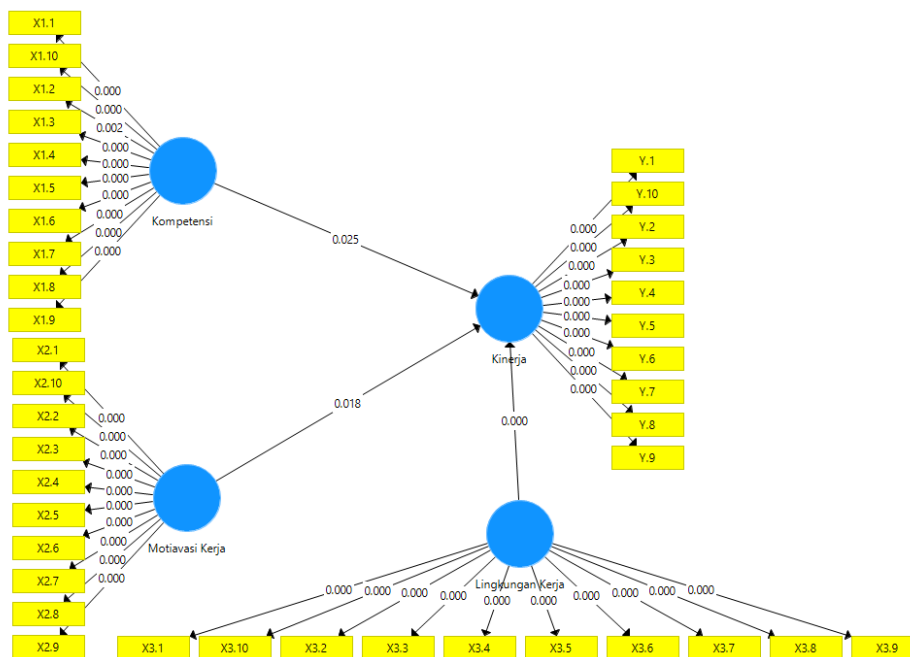 X1.1
X1.10
X1.2
X1.3
X1.4
X1.5
X1.6
X1.7
X1.8
X1.9
0.000
0.000
0.002
0.000
0.000
0.000
0.000
0.000
0.000
0.000
Kompetensi
0.025
X2.1
X2.10
X2.2
X2.3
X2.4
X2.5
X2.6
X2.7
X2.8
X2.9
0.000
0.000
0.000
0.000
0.000
0.000
0.000
0.000
0.000
0.000
Motiavasi Kerja
0.018
Y.1
Y.10
Y.2
Y.3
Y.4
Y.5
Y.6
Y.7
Y.8
Y.9
0.000
0.000
0.000
0.000
0.000
0.000
0.000
0.000
0.000
0.000
Kinerja
0.000
Lingkungan Kerja
0.000
0.000
0.000
0.000
0.000
0.000
0.000
0.000
0.000
0.000
X3.1
X3.10
X3.2
X3.3
X3.4
X3.5
X3.6
X3.7
X3.8
X3.9